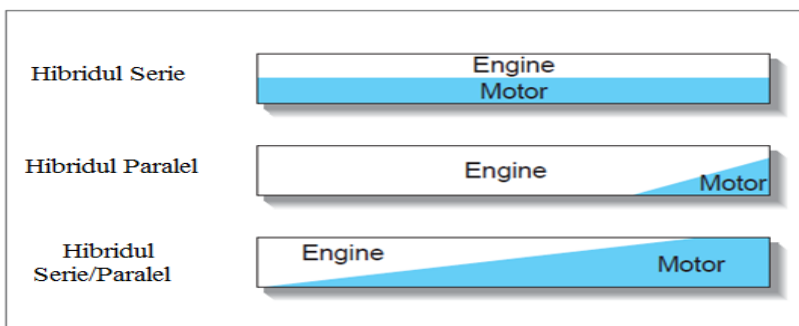 Hibridul Serie
Engine
Motor
Hibridul Paralel
Engine
Motor
Hibridul
Serie/Paralel
Engine
Motor